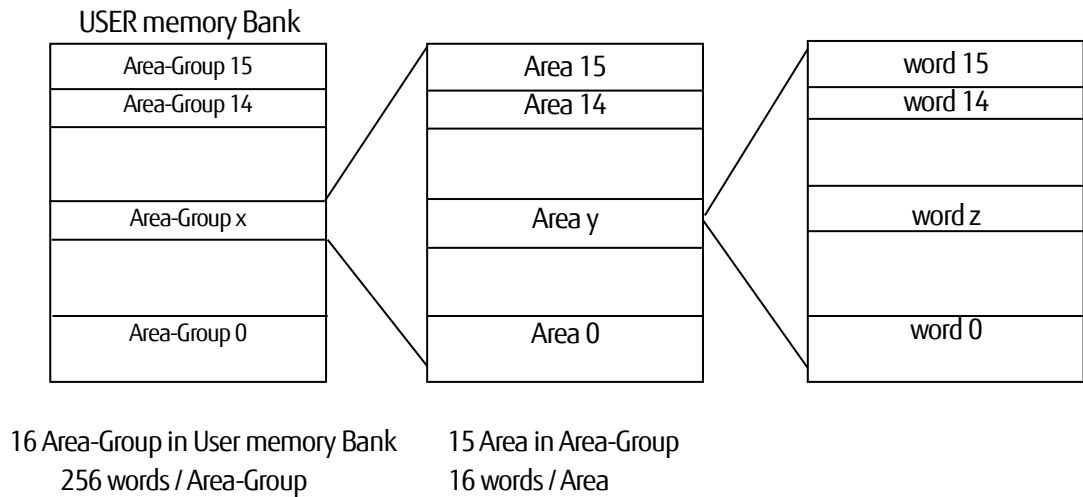 USER memory Bank
Area-Group 15
Area-Group 14
Area-Group x
Area-Group 0
Area 15
Area 14
Area y
Area 0
word 15
word 14
word z
word 0
16 Area-Group in User memory Bank
256 words / Area-Group
15 Area in Area-Group
16 words / Area